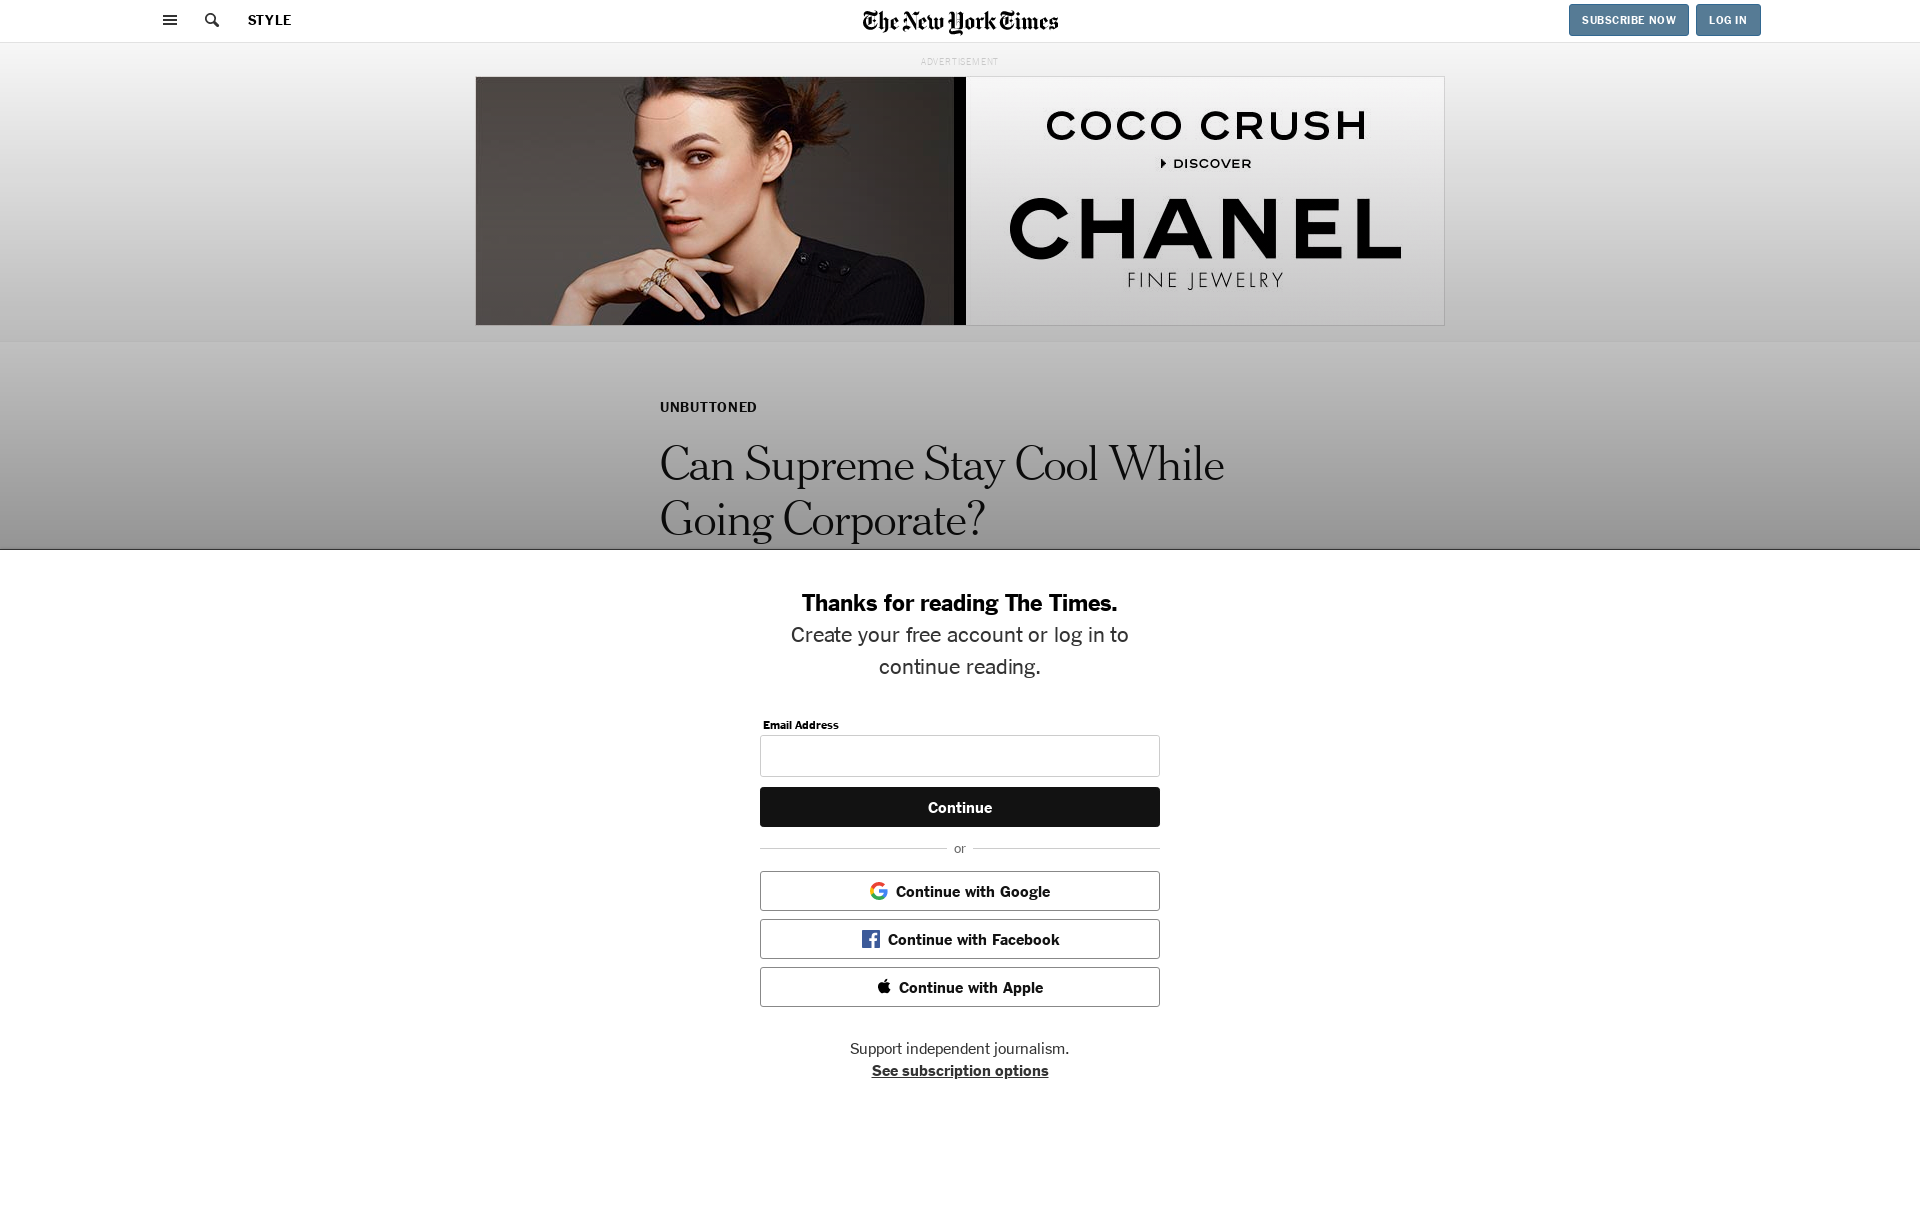 STYLE
The New York Times
SUBSCRIBE NOW
LOG IN
ADVERTISEMENT
COCO CRUSH
DISCOVER
CHANEL
FINE JEWELRY
UNBUTTONED
Can Supreme Stay Cool While
Going Corporate?
Thanks for reading The Times.
Create your free account or log in to
continue reading.
Email Address
Continue
or
Continue with Google
Continue with Facebook
Continue with Apple
Support independent journalism.
See subscription options